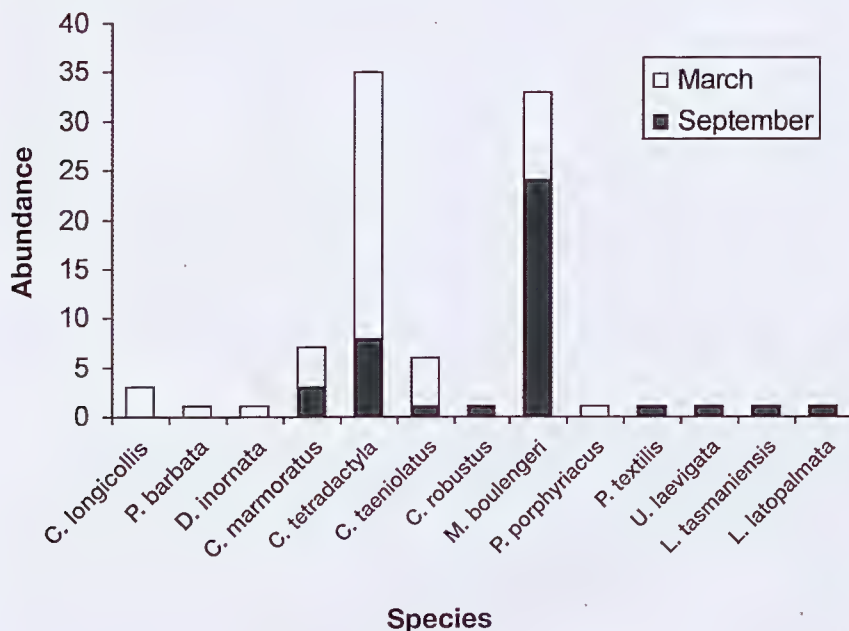 40
35
30
25
20
15
10
5
0
Abundance
March
September
C. longicollis
P. barbata
D. inornata
C. marmoratus
C. tetradactyla
C. taeniolatus
C. robustus
M. boulengeri
P. porphyriacus
P. textilis
U. laevigata
L. tasmaniensis
L. latopalmata
Species